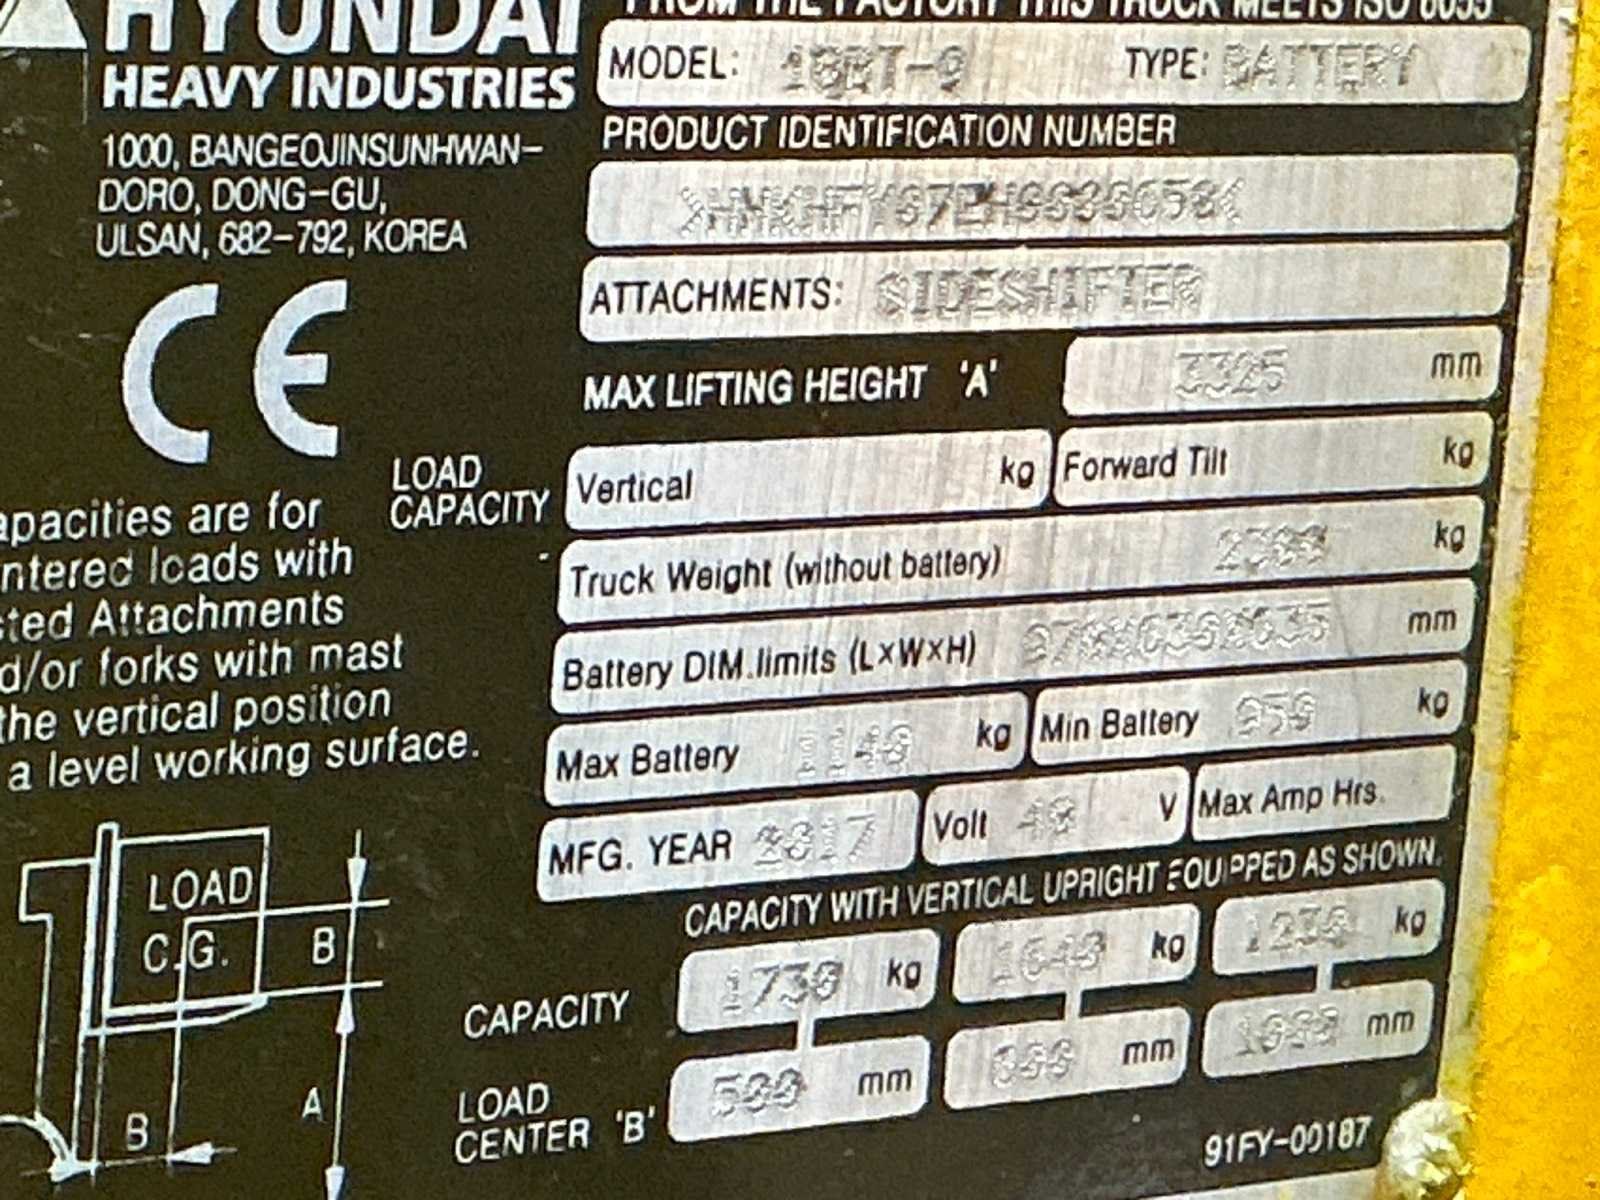 HYUNDAI
HEAVY INDUSTRIES
1000, BANGEOJINSUNHWAN-
DORO, DONG-GU,
ULSAN, 682-792, KOREA
CE
FROM THE FACTORY THIS TRUCK MEETS ISO
MODEL: TYPE: BATTERY
PRODUCT IDENTIFICATION NUMBER
ATTACHMENTS: SIDESHIFTER
MAX LIFTING HEIGHT 'A' 3325 mm
LOAD CAPACITY Vertical kg Forward Tilt kg
Truck Weight (without battery) kg
Battery DIM.limits (L×W×H) mm
Max Battery kg Min Battery kg
MFG. YEAR 2017 Volt 48 V Max Amp Hrs.
CAPACITY WITH VERTICAL UPRIGHT EQUIPPED AS SHOWN.
CAPACITY 1730 kg kg kg
LOAD CENTER 'B' 500 mm mm mm
91FY-00187
apacities are for
ntered loads with
cted Attachments
d/or forks with mast
the vertical position
a level working surface.
LOAD
C.G.
B
A
B